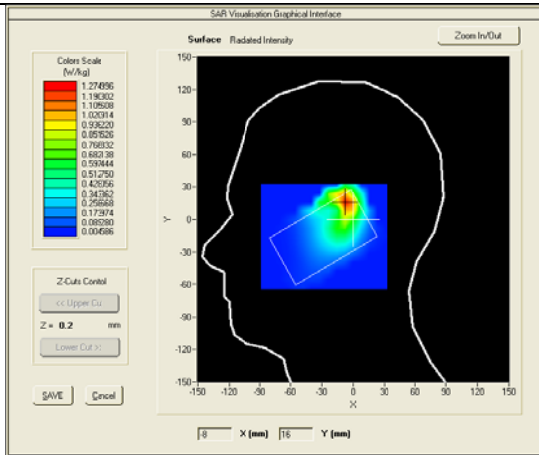 SAR Visualisation Graphical Interface
Surface Radiated Intensity
Zoom In/Out
Colors Scale
(W/kg)
1.274996
1.190302
1.105608
1.020914
0.936220
0.851526
0.766832
0.682138
0.597444
0.512750
0.428056
0.343362
0.258668
0.173974
0.089280
0.004586
150
120
90
60
30
0
-30
-60
-90
-120
-150
Y
-150 -120 -90 -60 -30 0 30 60 90 120 150
X
Z-Cuts Control
<< Upper Cu
Z = 0.2 mm
Lower Cut >:
SAVE Cancel
-8 X (mm) 16 Y (mm)